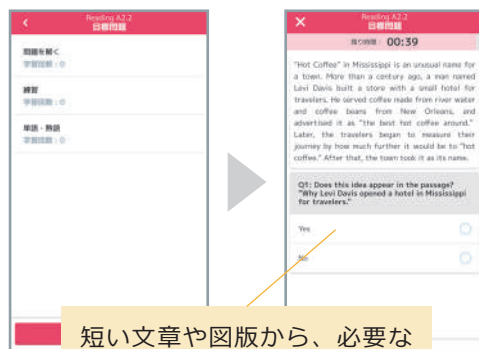 Reading A2.2
目標問題
問題を解く
学習回数：0
練習
学習回数：0
単語・熟語
学習回数：0
Reading A2.2
目標問題
残り時間： 00:39
"Hot Coffee" in Mississippi is an unusual name for
a town. More than a century ago, a man named
Levi Davis built a store with a small hotel for
travelers. He served coffee made from river water
and coffee beans from New Orleans, and
advertised it as "the best hot coffee around."
Later, the travelers began to measure their
journey by how much further it would be to "hot
coffee." After that, the town took it as its name.
Q1: Does this idea appear in the passage?
"Why Levi Davis opened a hotel in Mississippi
for travelers."
Yes
No
短い文章や図版から、必要な